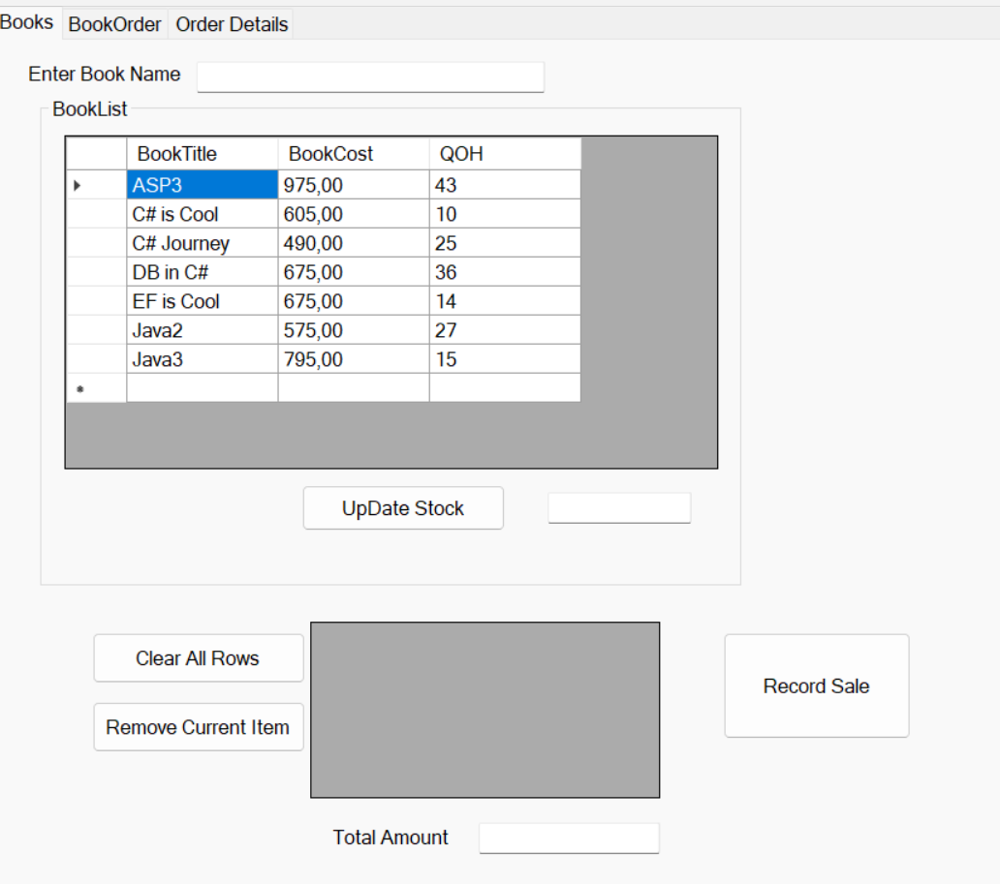 Books BookOrder Order Details
Enter Book Name
BookList
BookTitle BookCost QOH
ASP3 975,00 43
C# is Cool 605,00 10
C# Journey 490,00 25
DB in C# 675,00 36
EF is Cool 675,00 14
Java2 575,00 27
Java3 795,00 15
UpDate Stock
Clear All Rows
Record Sale
Remove Current Item
Total Amount